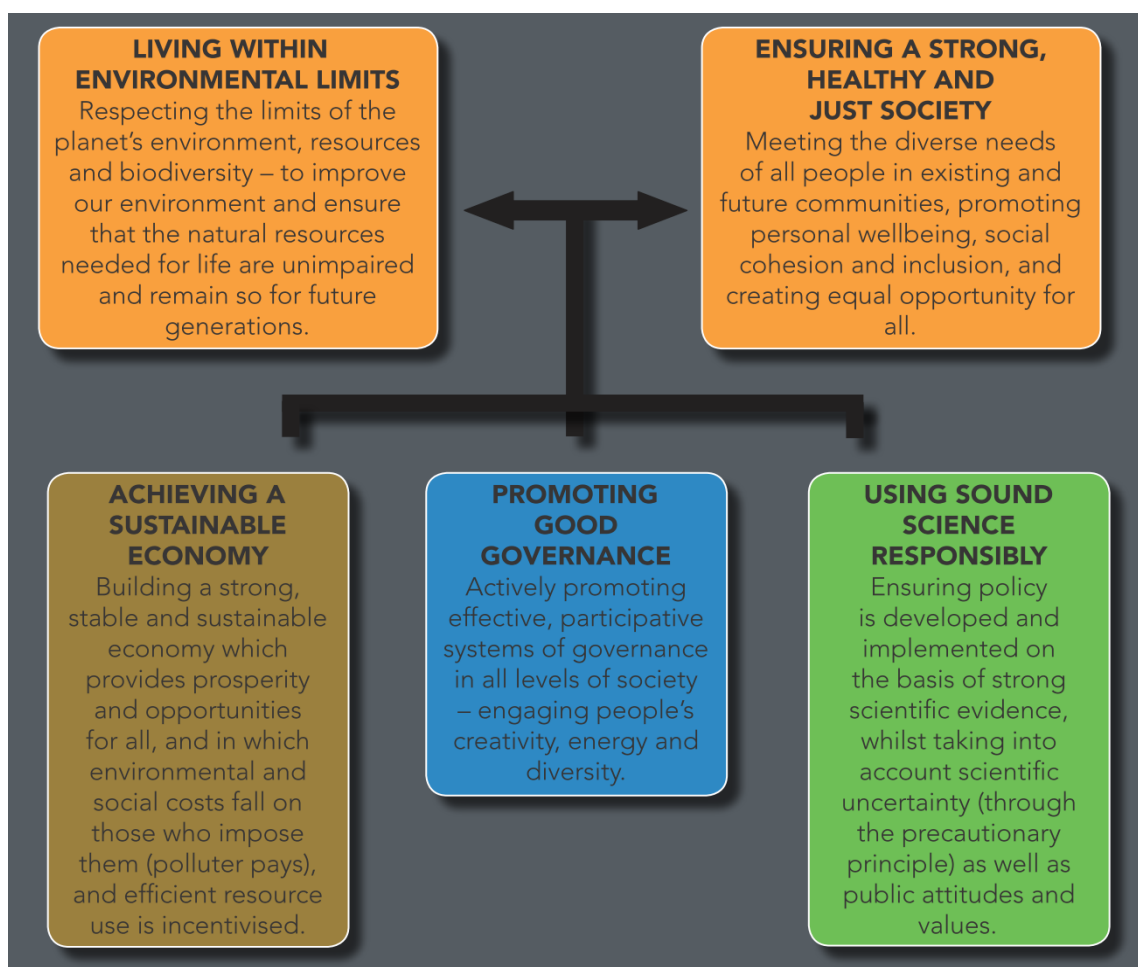 LIVING WITHIN
ENVIRONMENTAL LIMITS
Respecting the limits of the
planet’s environment, resources
and biodiversity – to improve
our environment and ensure
that the natural resources
needed for life are unimpaired
and remain so for future
generations.
ENSURING A STRONG,
HEALTHY AND
JUST SOCIETY
Meeting the diverse needs
of all people in existing and
future communities, promoting
personal wellbeing, social
cohesion and inclusion, and
creating equal opportunity for
all.
ACHIEVING A
SUSTAINABLE
ECONOMY
Building a strong,
stable and sustainable
economy which
provides prosperity
and opportunities
for all, and in which
environmental and
social costs fall on
those who impose
them (polluter pays),
and efficient resource
use is incentivised.
PROMOTING
GOOD
GOVERNANCE
Actively promoting
effective, participative
systems of governance
in all levels of society
– engaging people’s
creativity, energy and
diversity.
USING SOUND
SCIENCE
RESPONSIBLY
Ensuring policy
is developed and
implemented on
the basis of strong
scientific evidence,
whilst taking into
account scientific
uncertainty (through
the precautionary
principle) as well as
public attitudes and
values.